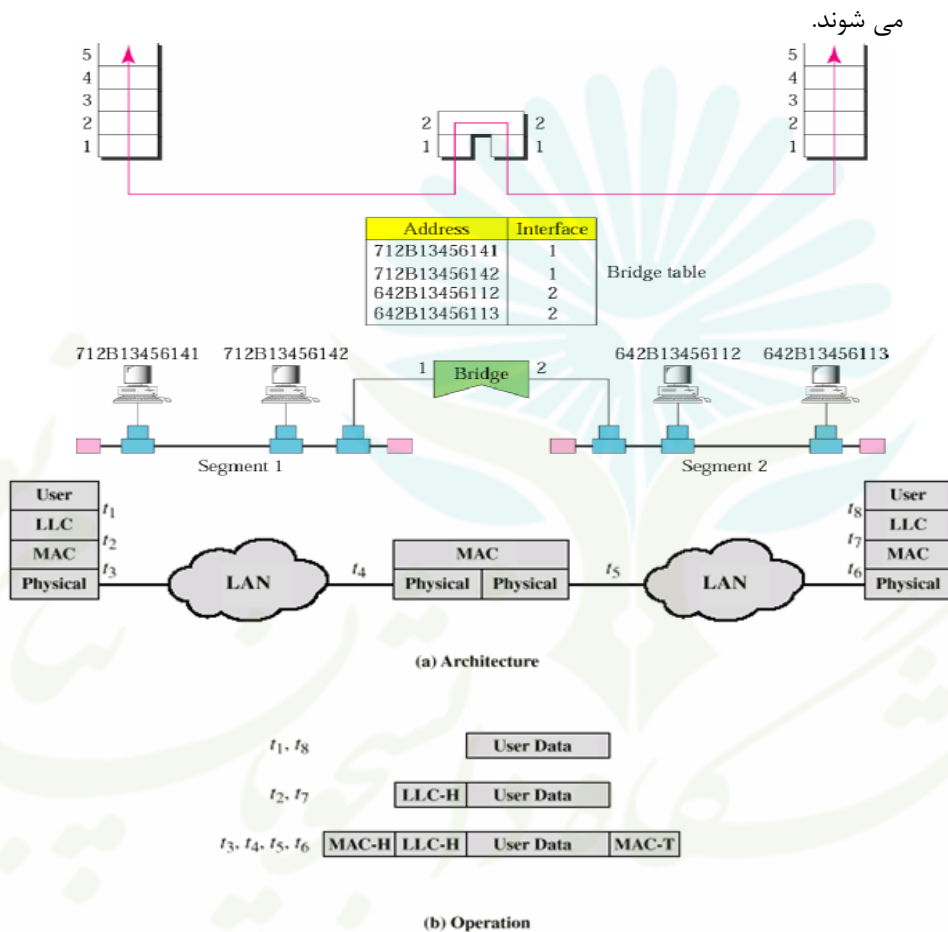 می شوند.
5
4
3
2
1
2 2
1 1
5
4
3
2
1
Address Interface
712B13456141 1
712B13456142 1
642B13456112 2
642B13456113 2
Bridge table
712B13456141 712B13456142 1 Bridge 2 642B13456112 642B13456113
Segment 1 Segment 2
User t1 t8 User
LLC t2 t7 LLC
MAC t3 MAC t6 MAC
Physical LAN t4 Physical Physical t5 LAN Physical
(a) Architecture
t1, t8 User Data
t2, t7 LLC-H User Data
t3, t4, t5, t6 MAC-H LLC-H User Data MAC-T
(b) Operation